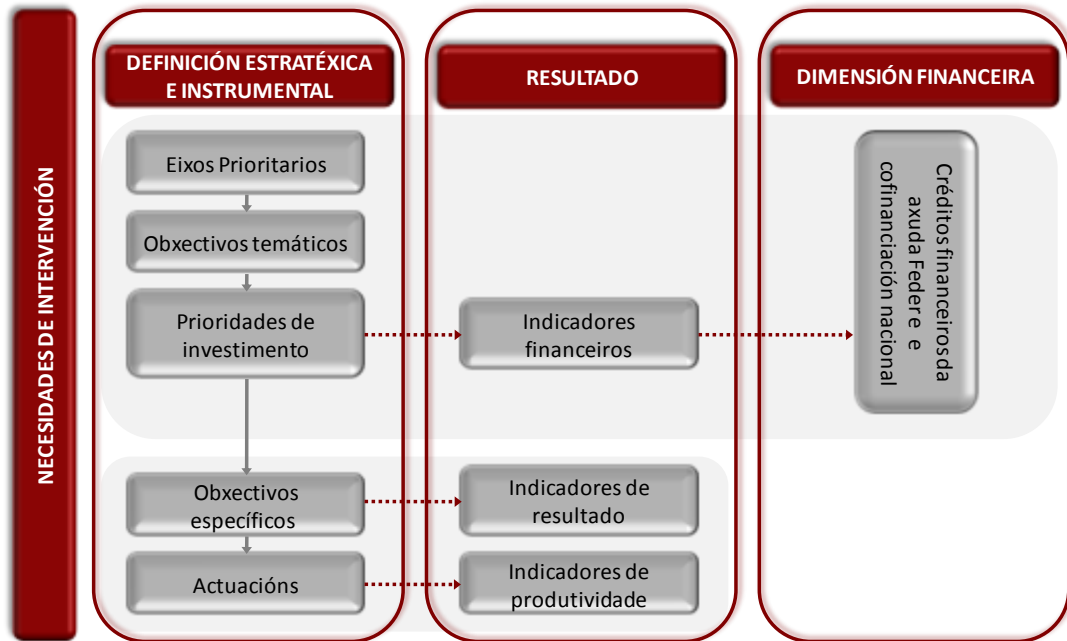 NECESIDADES DE INTERVENCIÓN
DEFINICIÓN ESTRATÉXICA
E INSTRUMENTAL
Eixos Prioritarios
Obxectivos temáticos
Prioridades de
investimento
Obxectivos
específicos
Actuacións
RESULTADO
Indicadores
financeiros
Indicadores de
resultado
Indicadores de
produtividade
DIMENSIÓN FINANCEIRA
Créditos financeiros da
axuda Feder e e
cofinanciación nacional